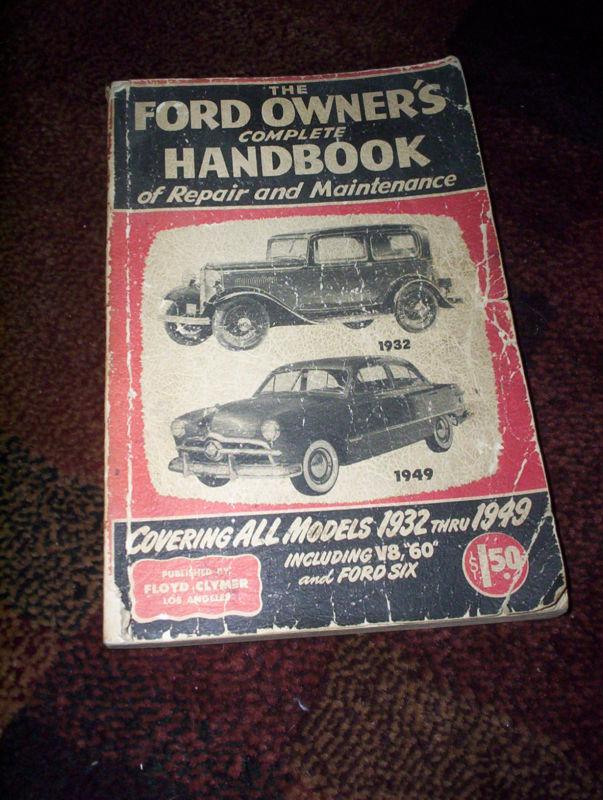 THE
FORD OWNER'S
COMPLETE
HANDBOOK
of Repair and Maintenance
1932
1949
COVERING ALL MODELS 1932 THRU 1949
INCLUDING V8, "60"
and FORD SIX
$1.50
PUBLISHED BY
FLOYD CLYMER
LOS ANGELES